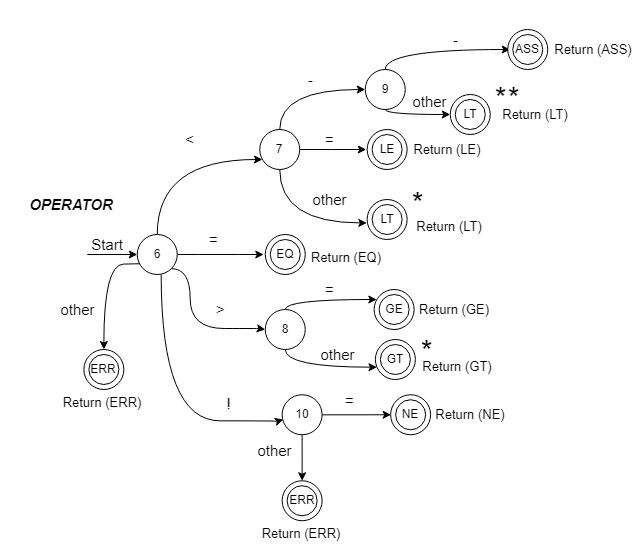 -
ASS
Return (ASS)
-
9
other
**
LT
Return (LT)
<
7
=
LE
Return (LE)
other
*
LT
Return (LT)
OPERATOR
Start
6
=
EQ
Return (EQ)
other
ERR
Return (ERR)
>
8
=
GE
Return (GE)
other
*
GT
Return (GT)
!
10
=
NE
Return (NE)
other
ERR
Return (ERR)